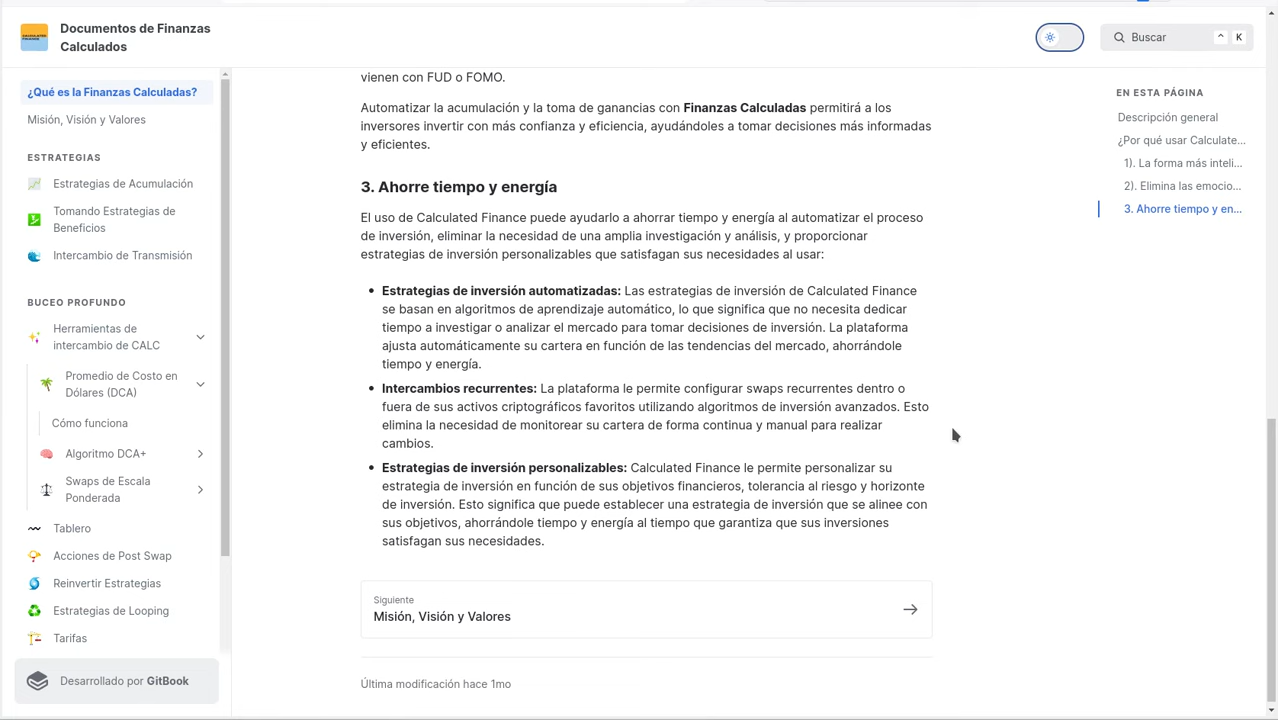 Documentos de Finanzas
Calculados
Buscar
^ K
¿Qué es la Finanzas Calculadas?
Misión, Visión y Valores
ESTRATEGIAS
Estrategias de Acumulación
Tomando Estrategias de
Beneficios
Intercambio de Transmisión
BUCEO PROFUNDO
Herramientas de
intercambio de CALC
Promedio de Costo en
Dólares (DCA)
Cómo funciona
Algoritmo DCA+
Swaps de Escala
Ponderada
Tablero
Acciones de Post Swap
Reinvertir Estrategias
Estrategias de Looping
Tarifas
Desarrollado por GitBook
vienen con FUD o FOMO.
Automatizar la acumulación y la toma de ganancias con Finanzas Calculadas permitirá a los
inversores invertir con más confianza y eficiencia, ayudándoles a tomar decisiones más informadas
y eficientes.
3. Ahorre tiempo y energía
El uso de Calculated Finance puede ayudarlo a ahorrar tiempo y energía al automatizar el proceso
de inversión, eliminar la necesidad de una amplia investigación y análisis, y proporcionar
estrategias de inversión personalizables que satisfagan sus necesidades al usar:
• Estrategias de inversión automatizadas: Las estrategias de inversión de Calculated Finance
se basan en algoritmos de aprendizaje automático, lo que significa que no necesita dedicar
tiempo a investigar o analizar el mercado para tomar decisiones de inversión. La plataforma
ajusta automáticamente su cartera en función de las tendencias del mercado, ahorrándole
tiempo y energía.
• Intercambios recurrentes: La plataforma le permite configurar swaps recurrentes dentro o
fuera de sus activos criptográficos favoritos utilizando algoritmos de inversión avanzados. Esto
elimina la necesidad de monitorear su cartera de forma continua y manual para realizar
cambios.
• Estrategias de inversión personalizables: Calculated Finance le permite personalizar su
estrategia de inversión en función de sus objetivos financieros, tolerancia al riesgo y horizonte
de inversión. Esto significa que puede establecer una estrategia de inversión que se alinee con
sus objetivos, ahorrándole tiempo y energía al tiempo que garantiza que sus inversiones
satisfagan sus necesidades.
Siguiente
Misión, Visión y Valores
Última modificación hace 1mo
EN ESTA PÁGINA
Descripción general
¿Por qué usar Calculate...
1). La forma más inteli...
2). Elimina las emocio...
3. Ahorre tiempo y en...